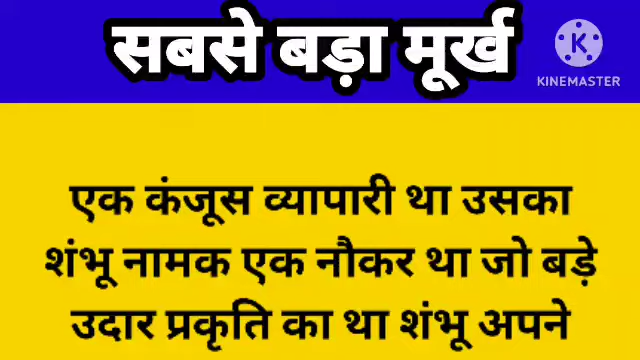 सबसे बड़ा मूर्ख
KINEMASTER
एक कंजूस व्यापारी था उसका
शंभू नामक एक नौकर था जो बड़े
उदार प्रकृति का था शंभू अपने